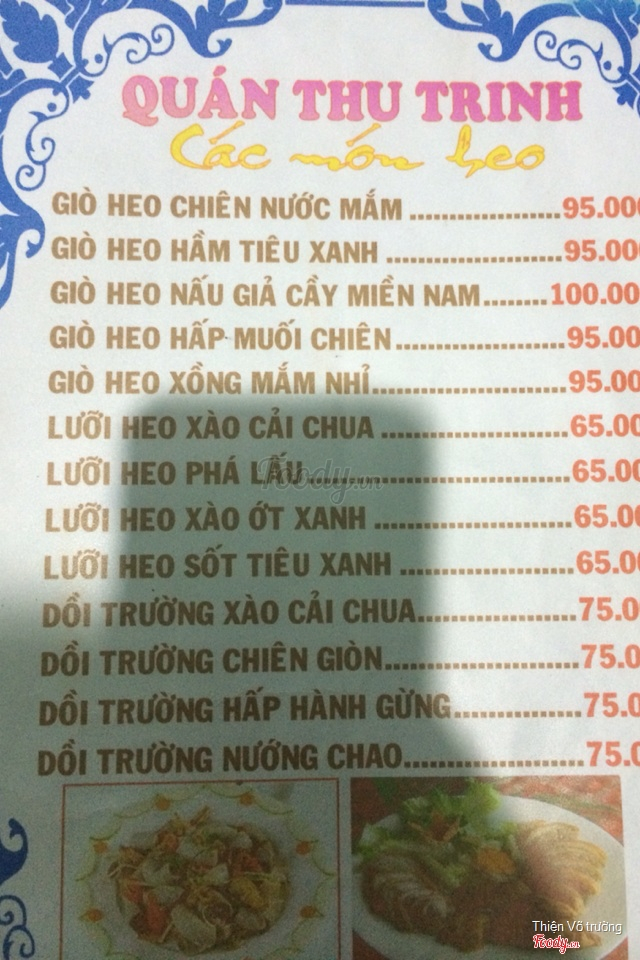 QUÁN THU TRINH
Các món heo
GIÒ HEO CHIÊN NƯỚC MẮM ....................95.00
GIÒ HEO HẦM TIÊU XANH .......................95.00
GIÒ HEO NẤU GIẢ CẦY MIỀN NAM........100.00
GIÒ HEO HẤP MUỐI CHIÊN......................95.00
GIÒ HEO XỒNG MẮM NHỈ.........................95.00
LƯỠI HEO XÀO CẢI CHUA ........................65.00
LƯỠI HEO PHÁ LẤU..................................65.00
LƯỠI HEO XÀO ỚT XANH .........................65.00
LƯỠI HEO SỐT TIÊU XANH ......................65.00
DỒI TRƯỜNG XÀO CẢI CHUA....................75.0
DỒI TRƯỜNG CHIÊN GIÒN........................75.0
DỒI TRƯỜNG HẤP HÀNH GỪNG...............75.0
DỒI TRƯỜNG NƯỚNG CHAO.....................75.0
Foody.vn
Thiện Võ trường
Foody.vn